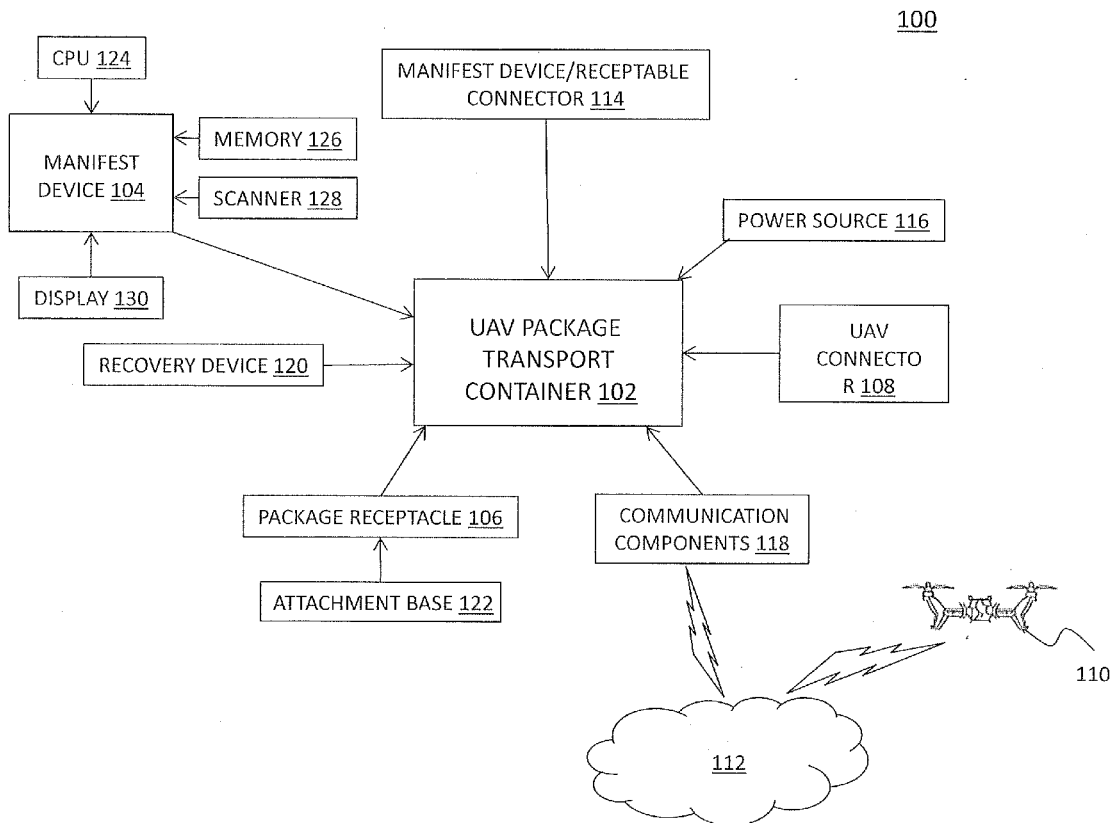 100
CPU 124
MANIFEST DEVICE/RECEPTABLE
CONNECTOR 114
MANIFEST
DEVICE 104
MEMORY 126
SCANNER 128
POWER SOURCE 116
DISPLAY 130
UAV PACKAGE
TRANSPORT
CONTAINER 102
UAV
CONNECTO
R 108
RECOVERY DEVICE 120
PACKAGE RECEPTACLE 106
COMMUNICATION
COMPONENTS 118
ATTACHMENT BASE 122
110
112